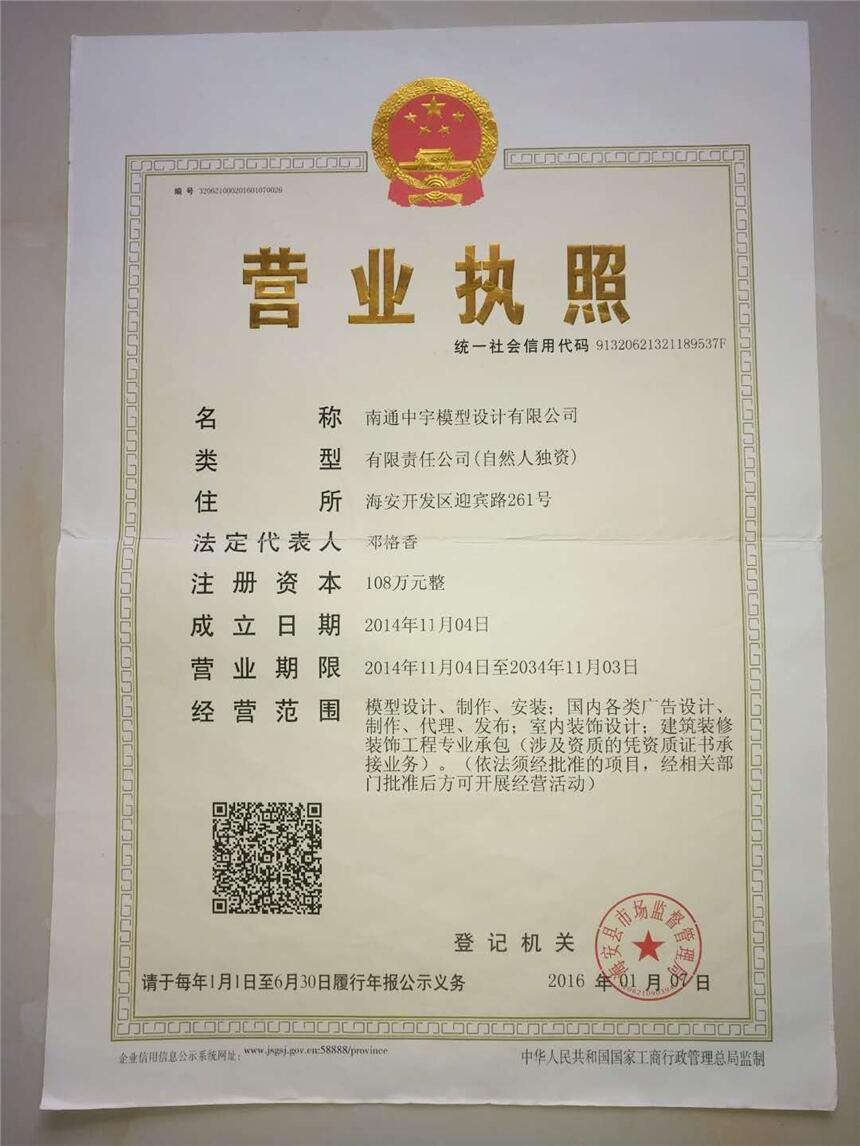 编号 320621000201601070026
营业执照
统一社会信用代码 91320621321189537F
名称 南通中宇模型设计有限公司
类型 有限责任公司(自然人独资)
住所 海安开发区迎宾路261号
法定代表人 邓格香
注册资本 108万元整
成立日期 2014年11月04日
营业期限 2014年11月04日至2034年11月03日
经营范围 模型设计、制作、安装；国内各类广告设计、
制作、代理、发布；室内装饰设计；建筑装修
装饰工程专业承包（涉及资质的凭资质证书承
接业务）。（依法须经批准的项目，经相关部
门批准后方可开展经营活动）
登记机关
海安县市场监督管理局
请于每年1月1日至6月30日履行年报公示义务
2016 年 01 月 07 日
企业信用信息公示系统网址：www.jsgsj.gov.cn:58888/province
中华人民共和国国家工商行政管理总局监制